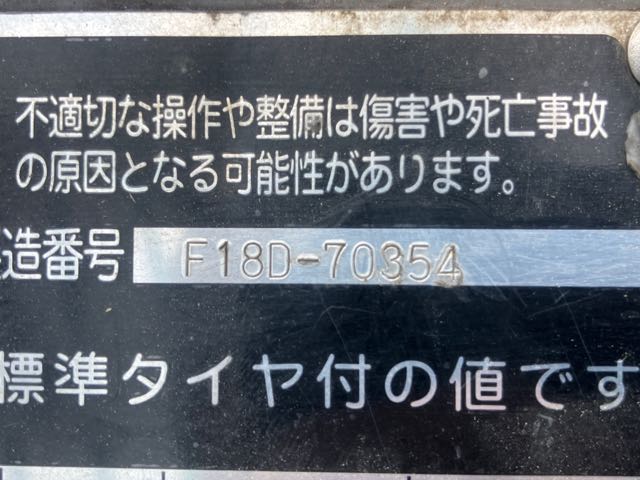 不適切な操作や整備は傷害や死亡事故
の原因となる可能性があります。
造番号 F18D-70354
標準タイヤ付の値です